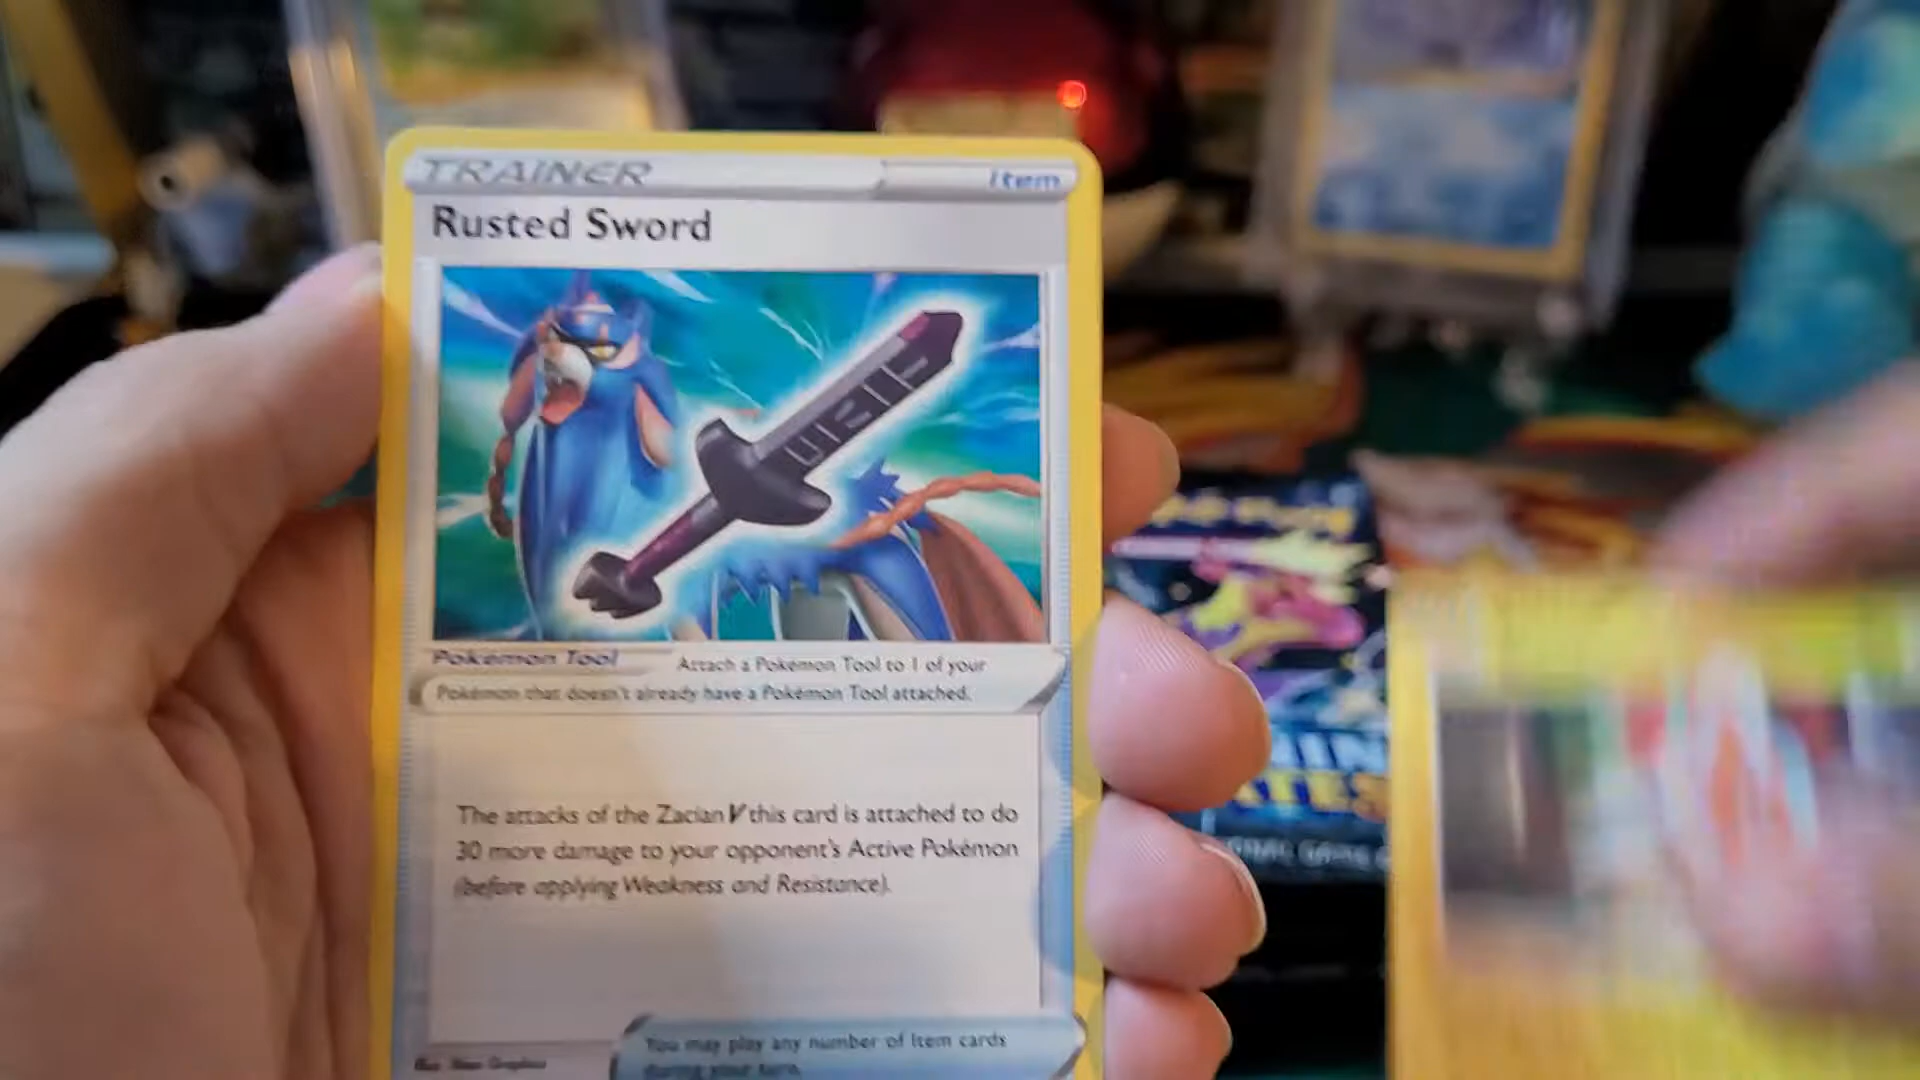 TRAINER
Item
Rusted Sword
Pokémon Tool
Attach a Pokémon Tool to 1 of your
Pokémon that doesn't already have a Pokémon Tool attached.
The attacks of the Zacian V this card is attached to do
30 more damage to your opponent's Active Pokémon
(before applying Weakness and Resistance).
You may play any number of Item cards
during your turn.